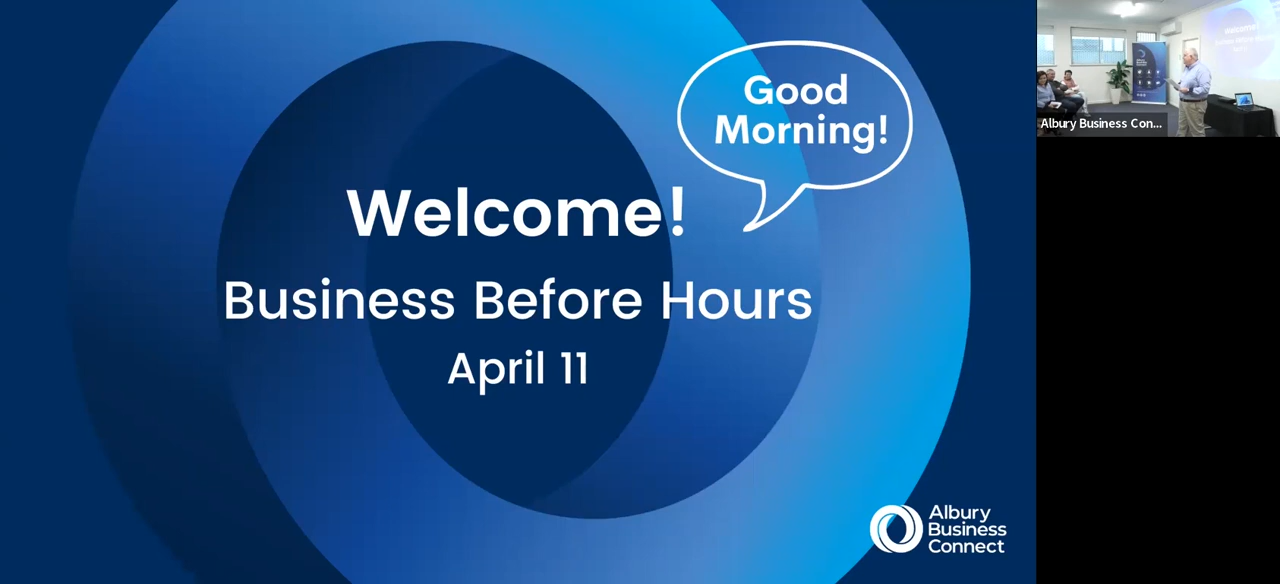 Good
Morning!
Welcome!
Business Before Hours
April 11
Albury
Business
Connect
Albury Business Con...